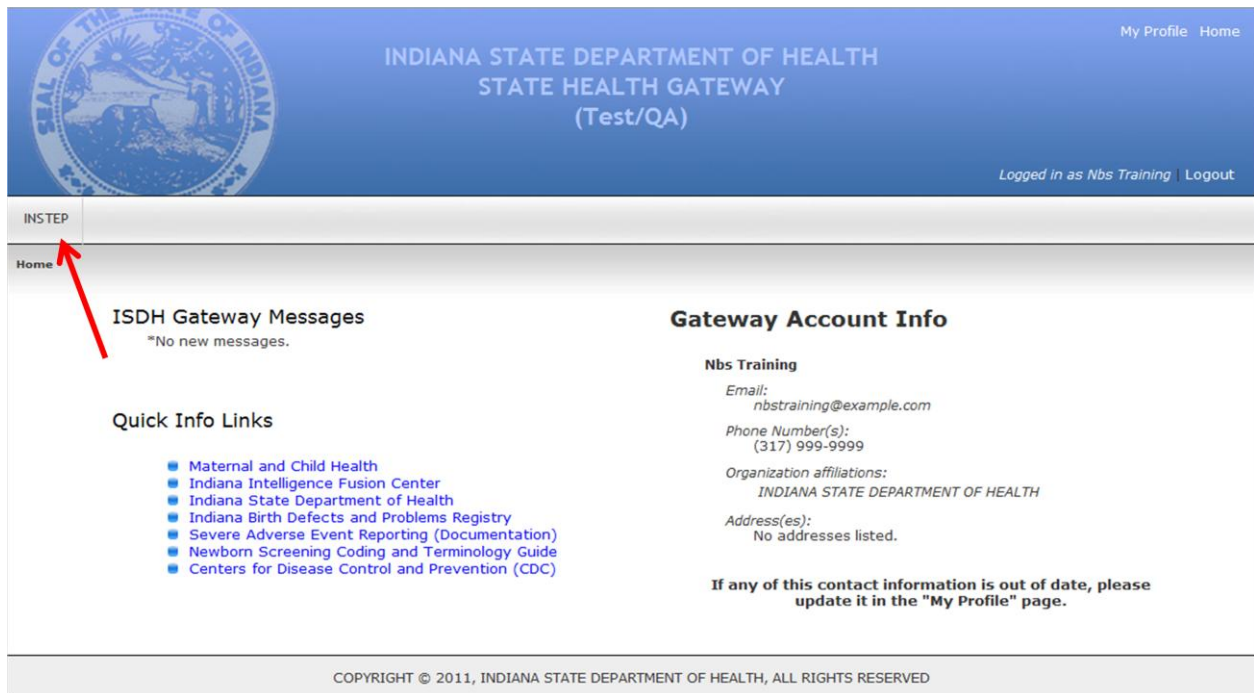 SEAL OF THE STATE OF INDIANA
INDIANA STATE DEPARTMENT OF HEALTH
STATE HEALTH GATEWAY
(Test/QA)
My Profile Home
Logged in as Nbs Training | Logout
INSTEP
Home
ISDH Gateway Messages
*No new messages.
Quick Info Links
Maternal and Child Health
Indiana Intelligence Fusion Center
Indiana State Department of Health
Indiana Birth Defects and Problems Registry
Severe Adverse Event Reporting (Documentation)
Newborn Screening Coding and Terminology Guide
Centers for Disease Control and Prevention (CDC)
Gateway Account Info
Nbs Training
Email:
nbstraining@example.com
Phone Number(s):
(317) 999-9999
Organization affiliations:
INDIANA STATE DEPARTMENT OF HEALTH
Address(es):
No addresses listed.
If any of this contact information is out of date, please
update it in the "My Profile" page.
COPYRIGHT © 2011, INDIANA STATE DEPARTMENT OF HEALTH, ALL RIGHTS RESERVED